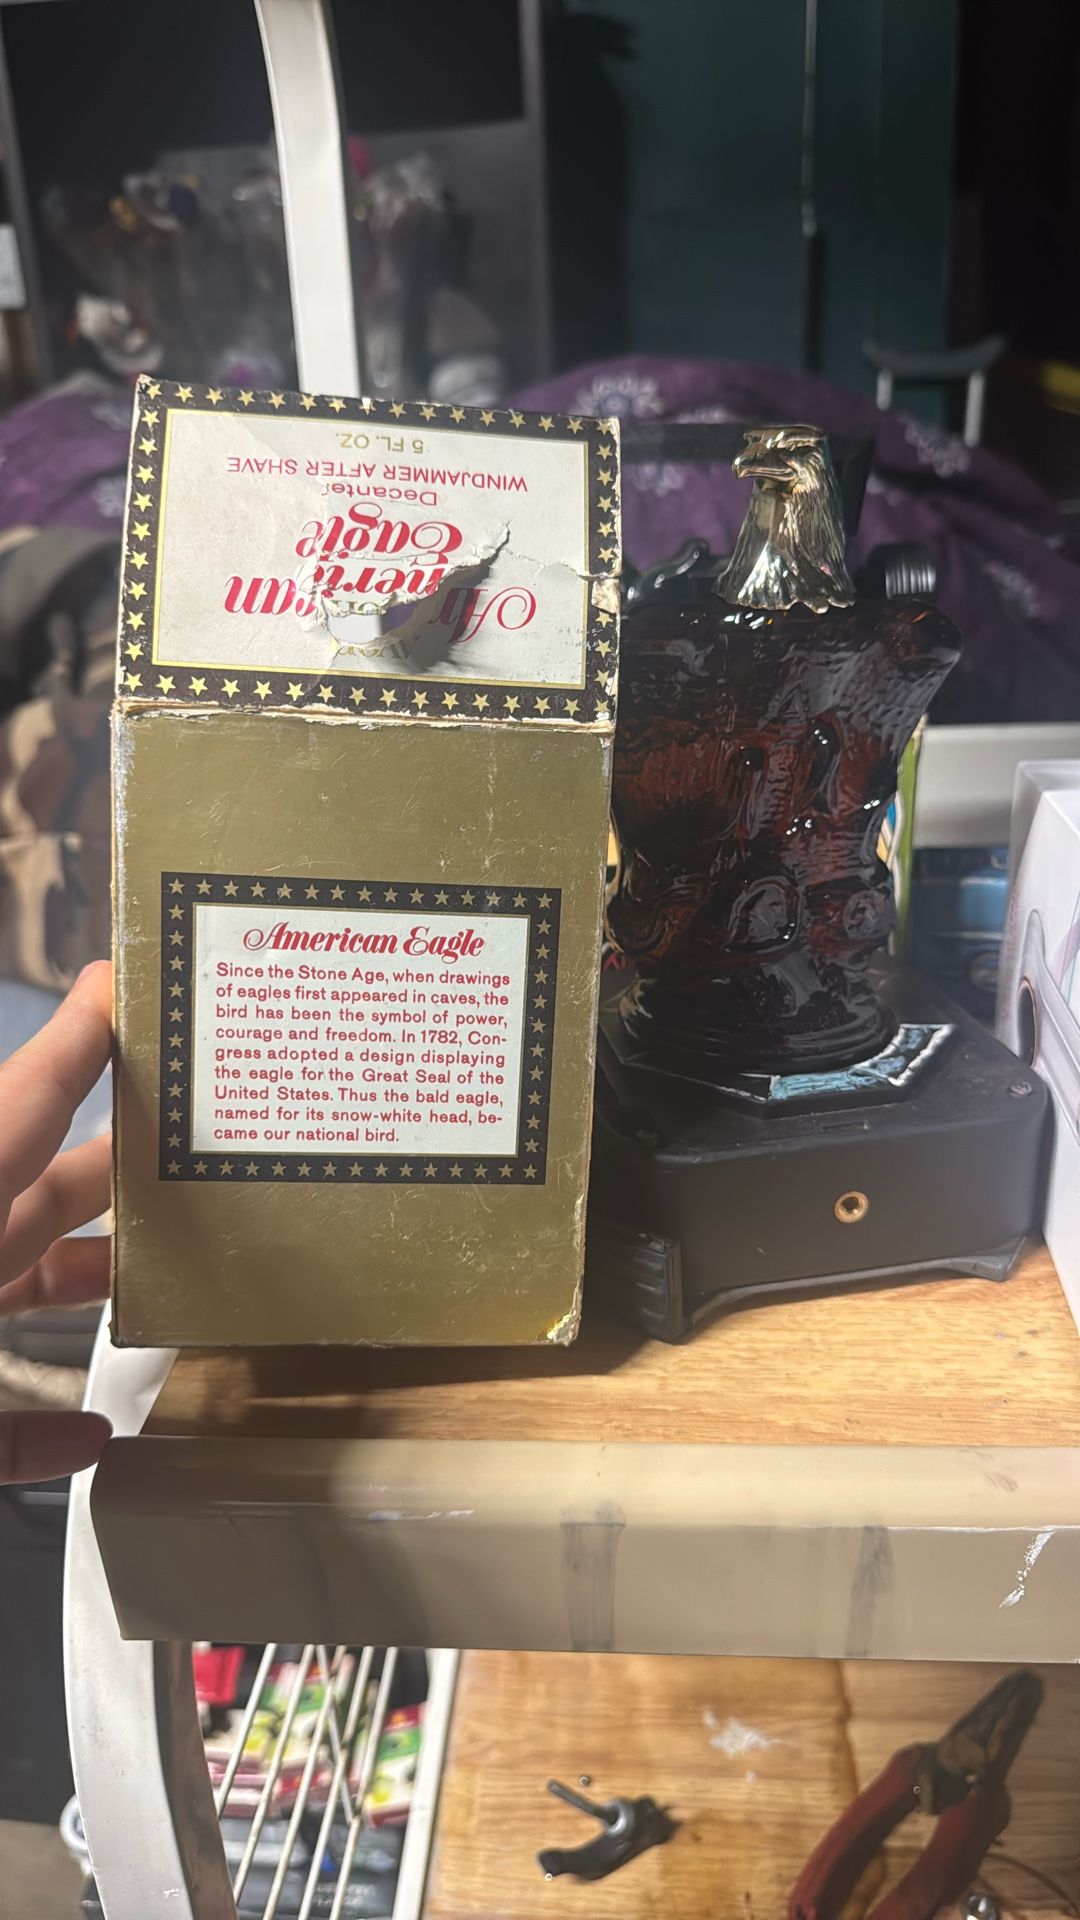 5 FL. OZ.
WINDJAMMER AFTER SHAVE
Decanter
Eagle
American
Avon
American Eagle
Since the Stone Age, when drawings
of eagles first appeared in caves, the
bird has been the symbol of power,
courage and freedom. In 1782, Con-
gress adopted a design displaying
the eagle for the Great Seal of the
United States. Thus the bald eagle,
named for its snow-white head, be-
came our national bird.